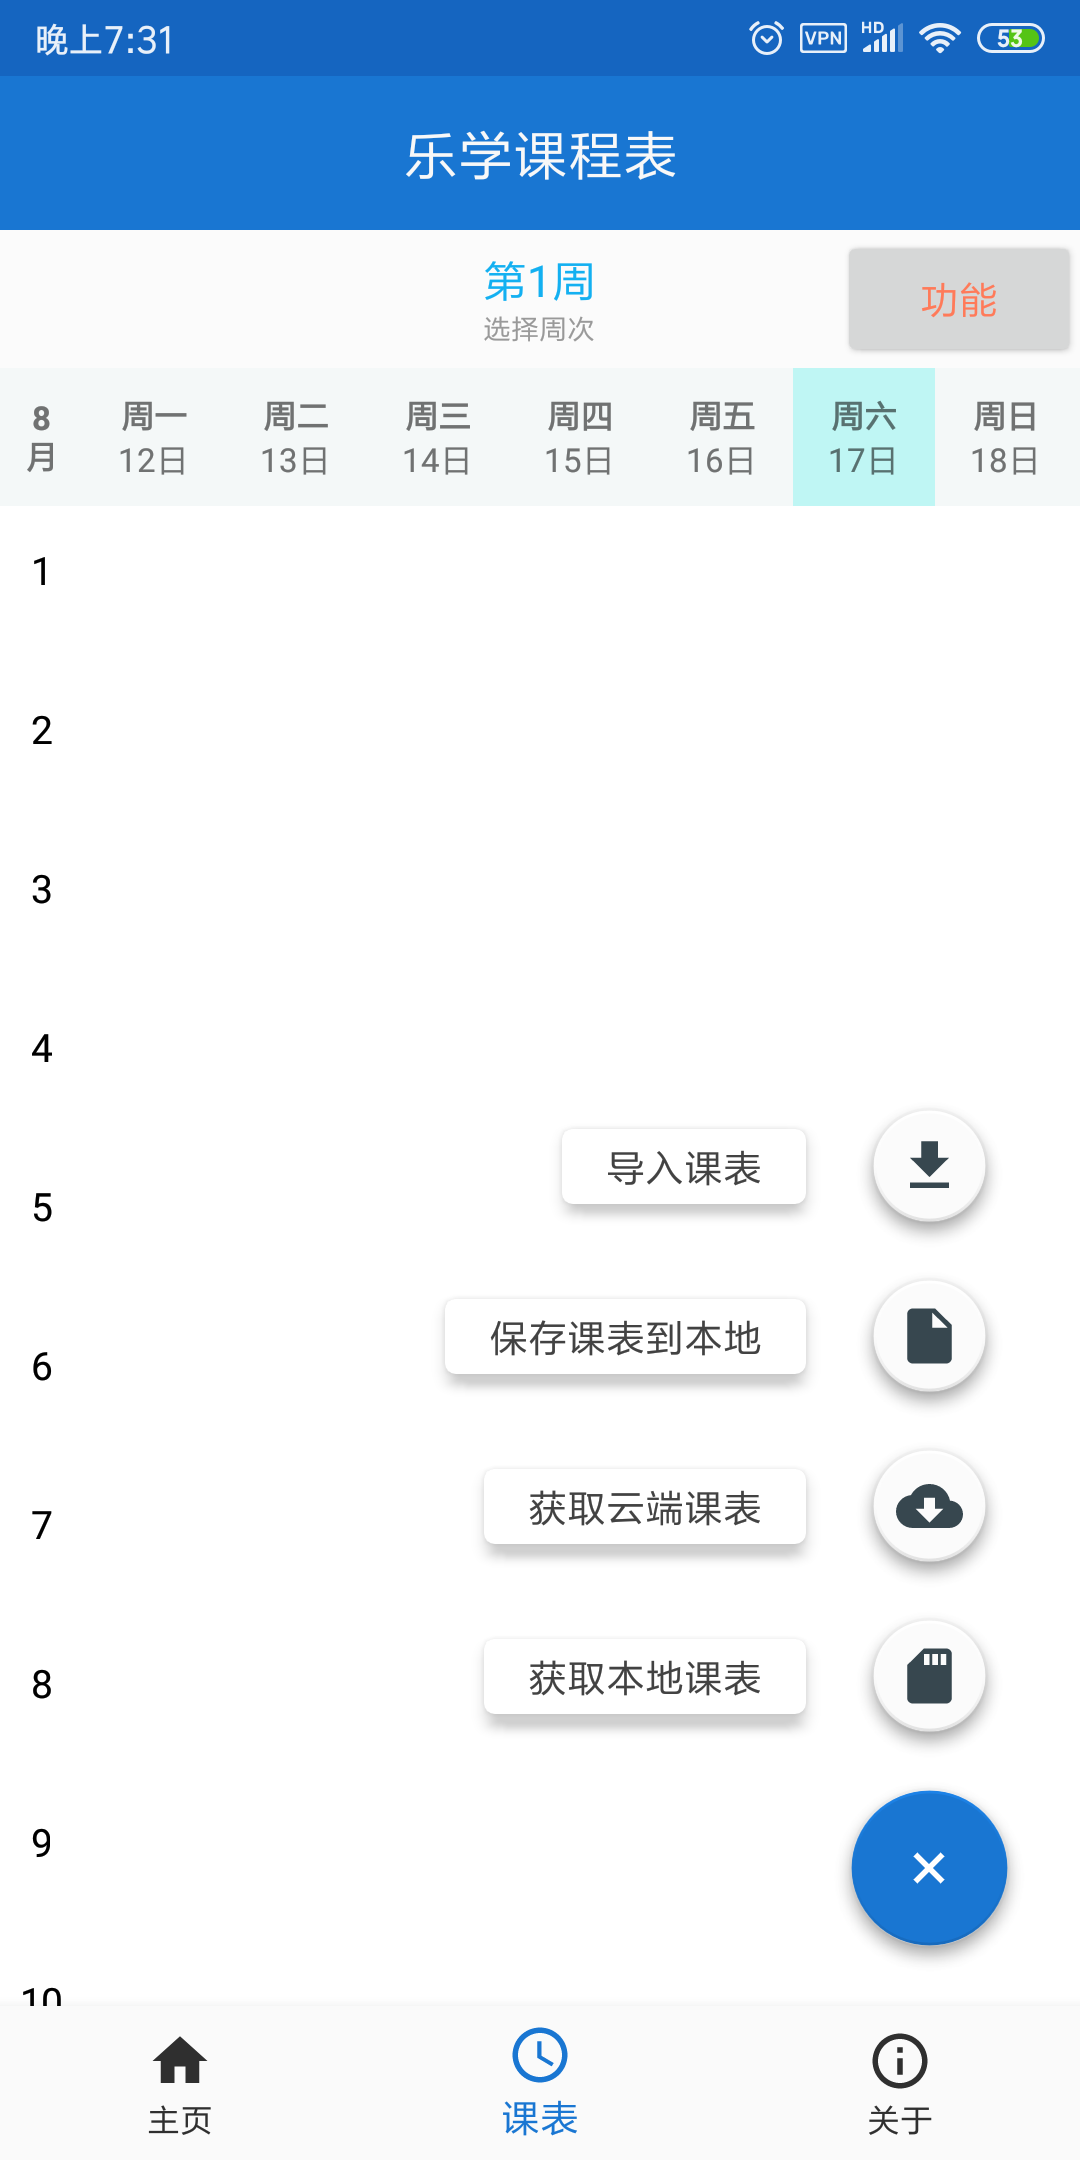 晚上7:31
VPN
HD
53
乐学课程表
第1周
选择周次
功能
8
月
周一
12日
周二
13日
周三
14日
周四
15日
周五
16日
周六
17日
周日
18日
1
2
3
4
导入课表
5
保存课表到本地
6
获取云端课表
7
获取本地课表
8
9
10
主页
课表
关于